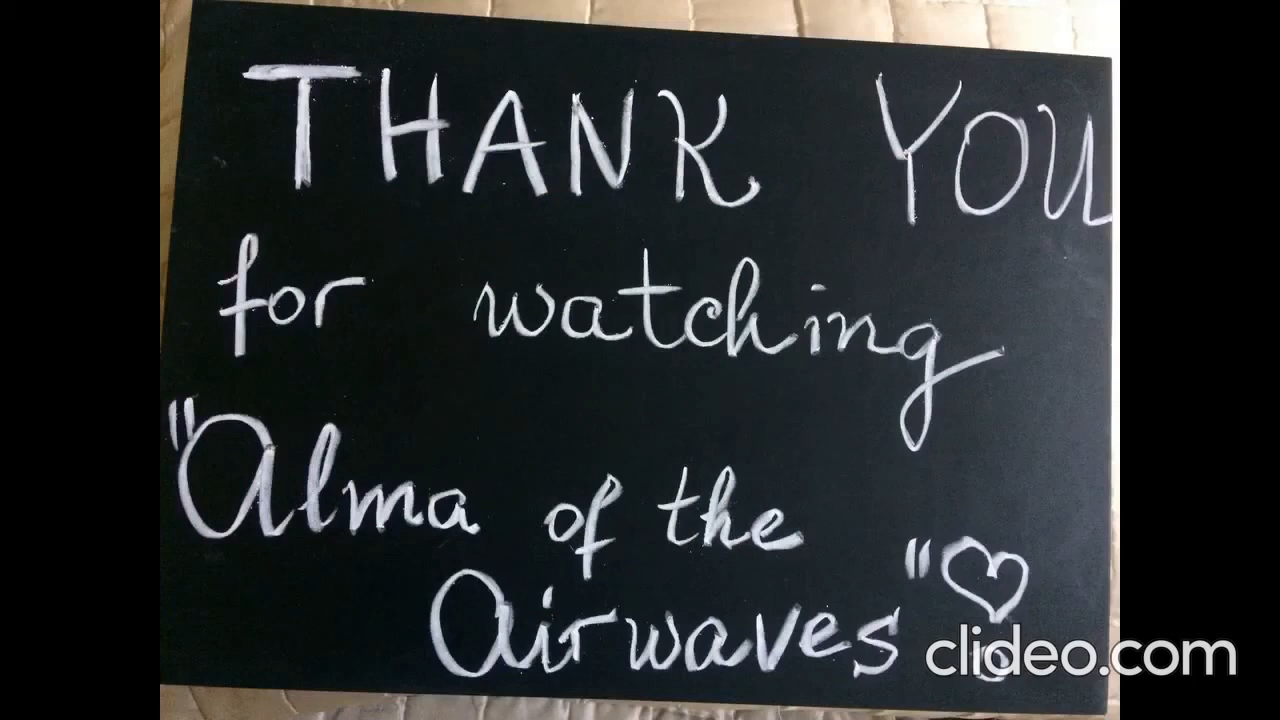 THANK YOU
for watching
"Alma of the
Airwaves" ♡
clideo.com